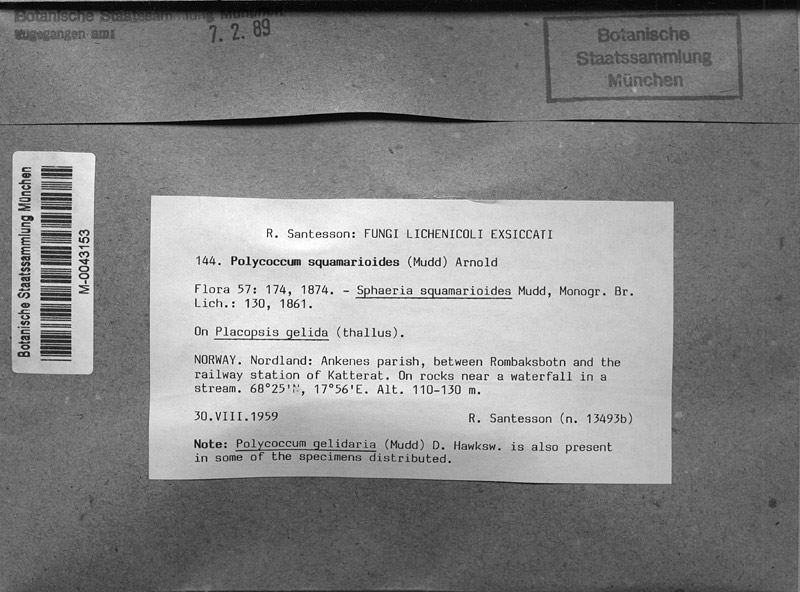 Botanische Staatssammlung München
Zugegangen am:
7. 2. 89
Botanische
Staatssammlung
München
Botanische Staatssammlung München
M-0043153
R. Santesson: FUNGI LICHENICOLI EXSICCATI
144. Polycoccum squamarioides (Mudd) Arnold
Flora 57: 174, 1874. - Sphaeria squamarioides Mudd, Monogr. Br.
Lich.: 130, 1861.
On Placopsis gelida (thallus).
NORWAY. Nordland: Ankenes parish, between Rombaksbotn and the
railway station of Katterat. On rocks near a waterfall in a
stream. 68°25'N, 17°56'E. Alt. 110-130 m.
30.VIII.1959 R. Santesson (n. 13493b)
Note: Polycoccum gelidaria (Mudd) D. Hawksw. is also present
in some of the specimens distributed.